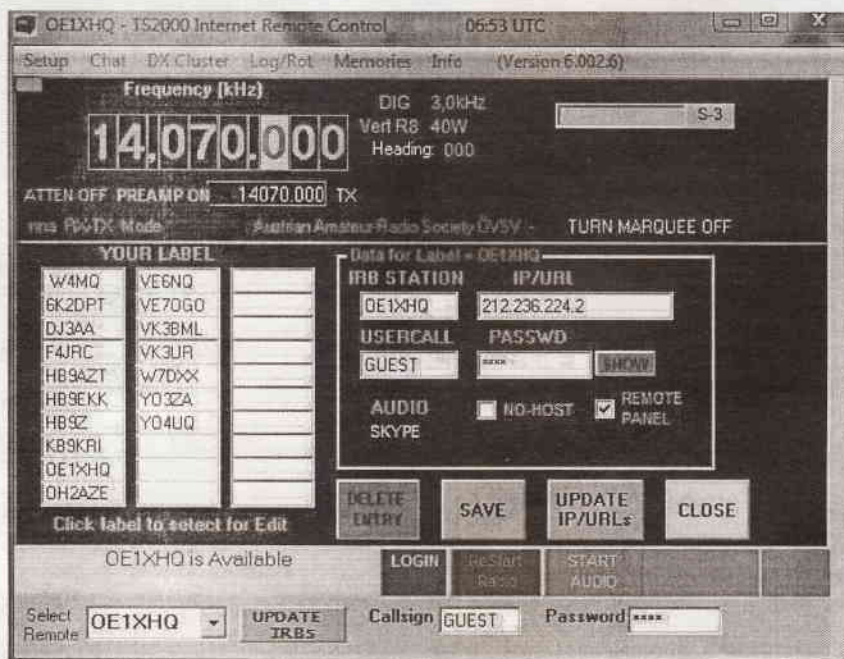 OE1XHQ - TS2000 Internet Remote Control 06:53 UTC
Setup Chat DX Cluster Log/Rot Memories Info (Version 6.002.6)
Frequency (kHz)
DIG 3,0kHz
S-3
14,070.000
Vert R8 40W
Heading: 000
ATTEN OFF PREAMP ON 14070.000 TX
nna RX-TX Mode Austrian Amateur Radio Society ÖVSV - TURN MARQUEE OFF
YOUR LABEL
W4MQ VE6NQ
6K2DPT VE7OGO
DJ3AA VK3BML
F4JRC VK3UR
HB9AZT W7DXX
HB9EKK YO3ZA
HB9Z YO4UQ
KB9KRI
OE1XHQ
OH2AZE
Click label to select for Edit
Data for Label = OE1XHQ
IRB STATION IP/URL
OE1XHQ 212.236.224.2
USERCALL PASSWD
GUEST **** SHOW
AUDIO
SKYPE
NO-HOST
REMOTE
PANEL
DELETE
ENTRY
SAVE
UPDATE
IP/URLs
CLOSE
OE1XHQ is Available
LOGIN
ReStart
Radio
START
AUDIO
Select
Remote
OE1XHQ
UPDATE
IRBs
Callsign GUEST
Password ****